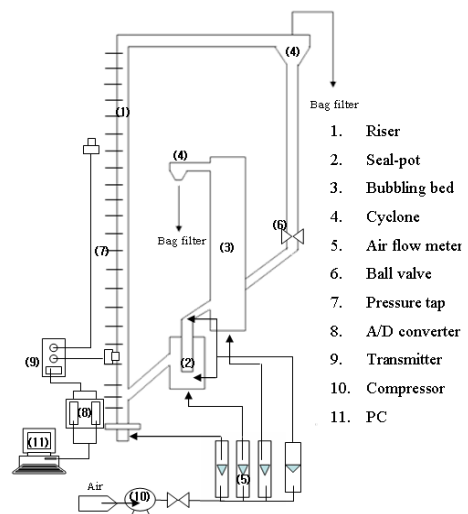 (4)
Bag filter
(1)
1. Riser
2. Seal-pot
(4)
3. Bubbling bed
4. Cyclone
5. Air flow meter
6. Ball valve
7. Pressure tap
8. A/D converter
9. Transmitter
10. Compressor
11. PC
(6)
Bag filter
(3)
(7)
(9)
(2)
(8)
(11)
(5)
Air
(10)